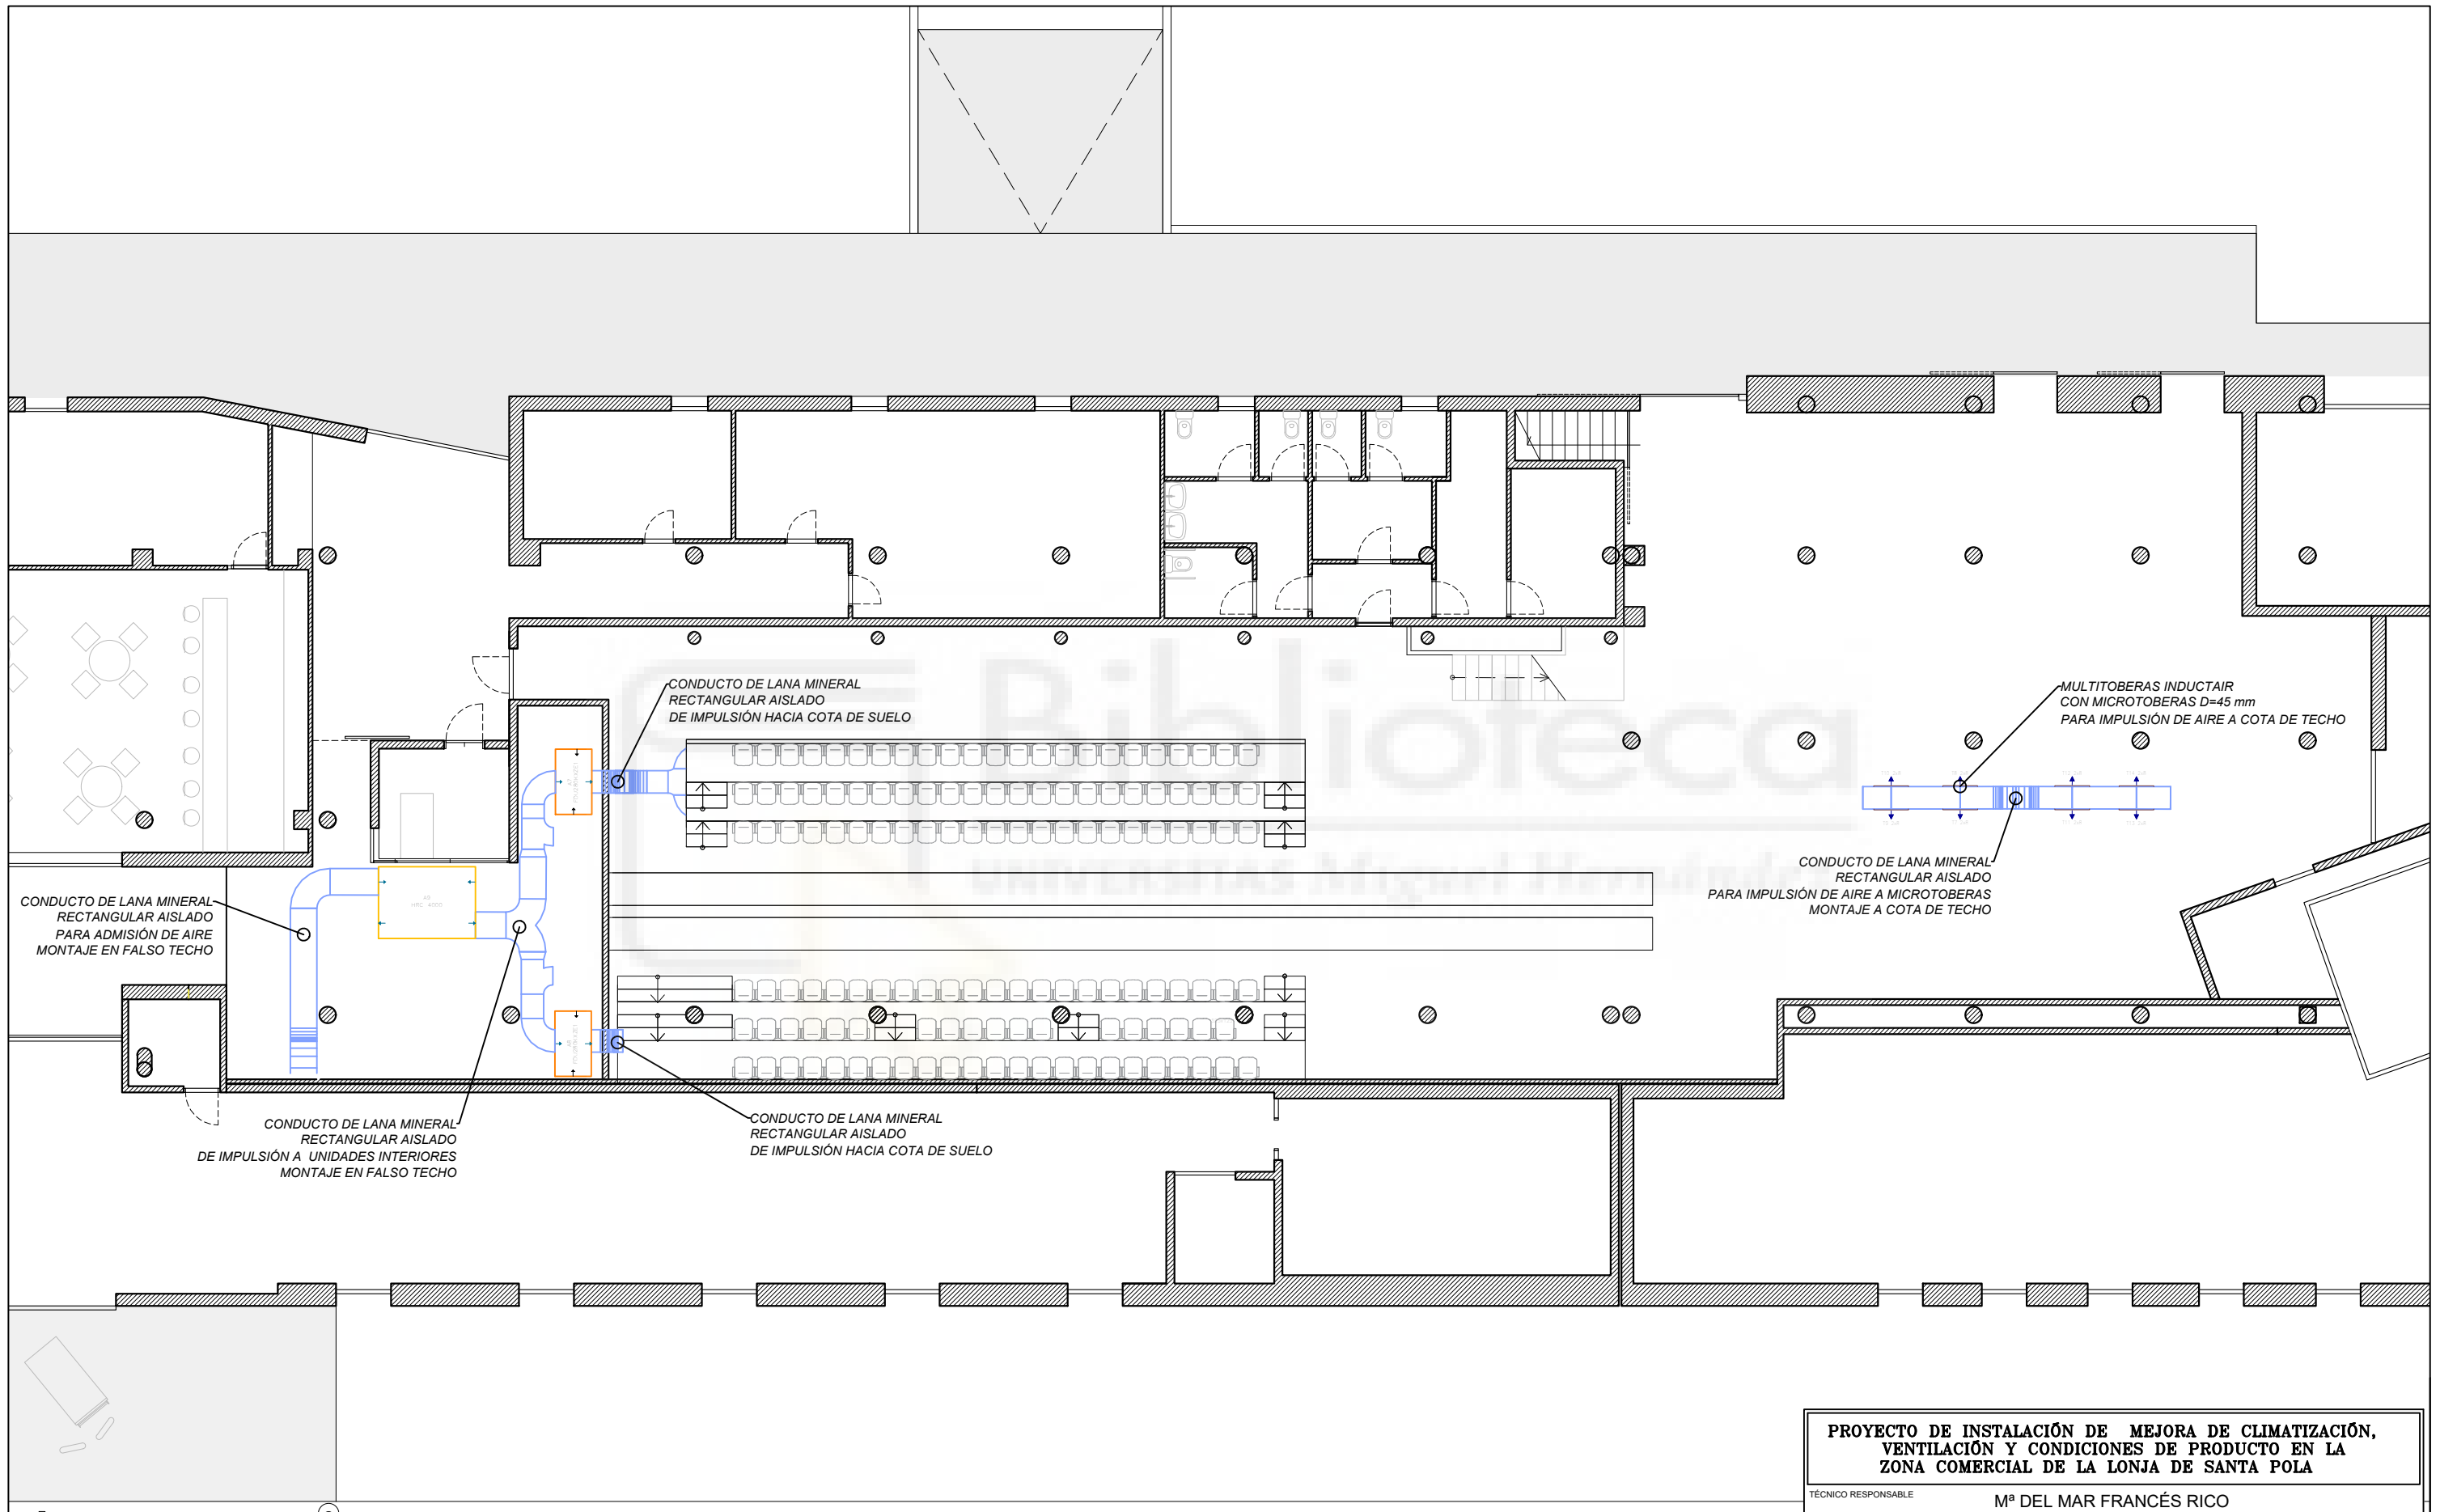 CONDUCTO DE LANA MINERAL
RECTANGULAR AISLADO
DE IMPULSIÓN HACIA COTA DE SUELO
MULTITOBERAS INDUCTAIR
CON MICROTOBERAS D=45 mm
PARA IMPULSIÓN DE AIRE A COTA DE TECHO
Biblioteca
UNIVERSITAS Miguel Hernández
CONDUCTO DE LANA MINERAL
RECTANGULAR AISLADO
PARA IMPULSIÓN DE AIRE A MICROTOBERAS
MONTAJE A COTA DE TECHO
CONDUCTO DE LANA MINERAL
RECTANGULAR AISLADO
PARA ADMISIÓN DE AIRE
MONTAJE EN FALSO TECHO
CONDUCTO DE LANA MINERAL
RECTANGULAR AISLADO
DE IMPULSIÓN A UNIDADES INTERIORES
MONTAJE EN FALSO TECHO
CONDUCTO DE LANA MINERAL
RECTANGULAR AISLADO
DE IMPULSIÓN HACIA COTA DE SUELO
PROYECTO DE INSTALACIÓN DE MEJORA DE CLIMATIZACIÓN,
VENTILACIÓN Y CONDICIONES DE PRODUCTO EN LA
ZONA COMERCIAL DE LA LONJA DE SANTA POLA
TÉCNICO RESPONSABLE
Mª DEL MAR FRANCÉS RICO